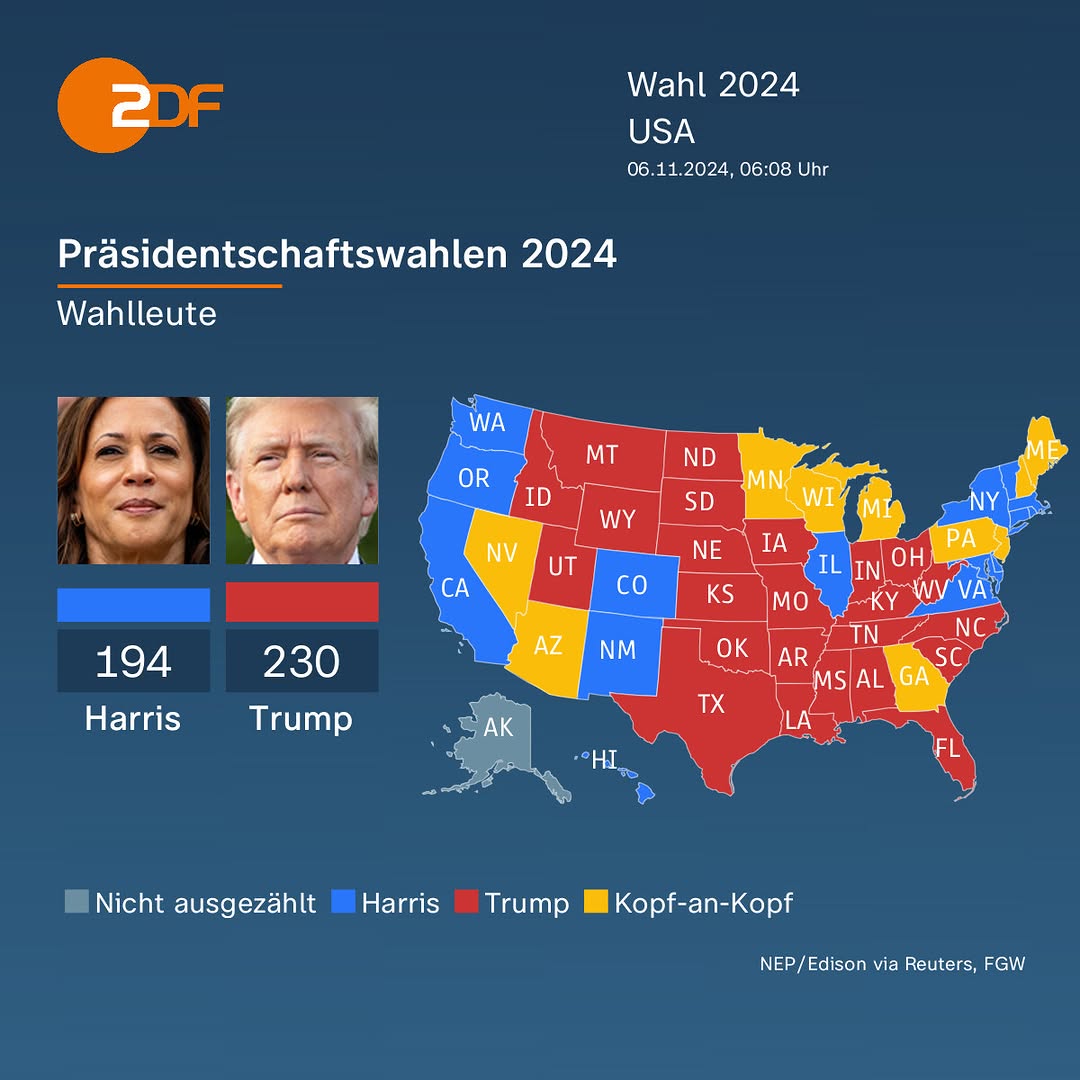 ZDF
Wahl 2024
USA
06.11.2024, 06:08 Uhr
Präsidentschaftswahlen 2024
Wahlleute
194
230
Harris
Trump
WA
MT
ND
MN
ME
OR
ID
SD
WI
MI
NY
WY
NV
UT
NE
IA
PA
CA
CO
KS
MO
IL
IN
OH
WV
VA
KY
AZ
NM
OK
AR
TN
NC
SC
TX
LA
MS
AL
GA
FL
AK
HI
Nicht ausgezählt
Harris
Trump
Kopf-an-Kopf
NEP/Edison via Reuters, FGW